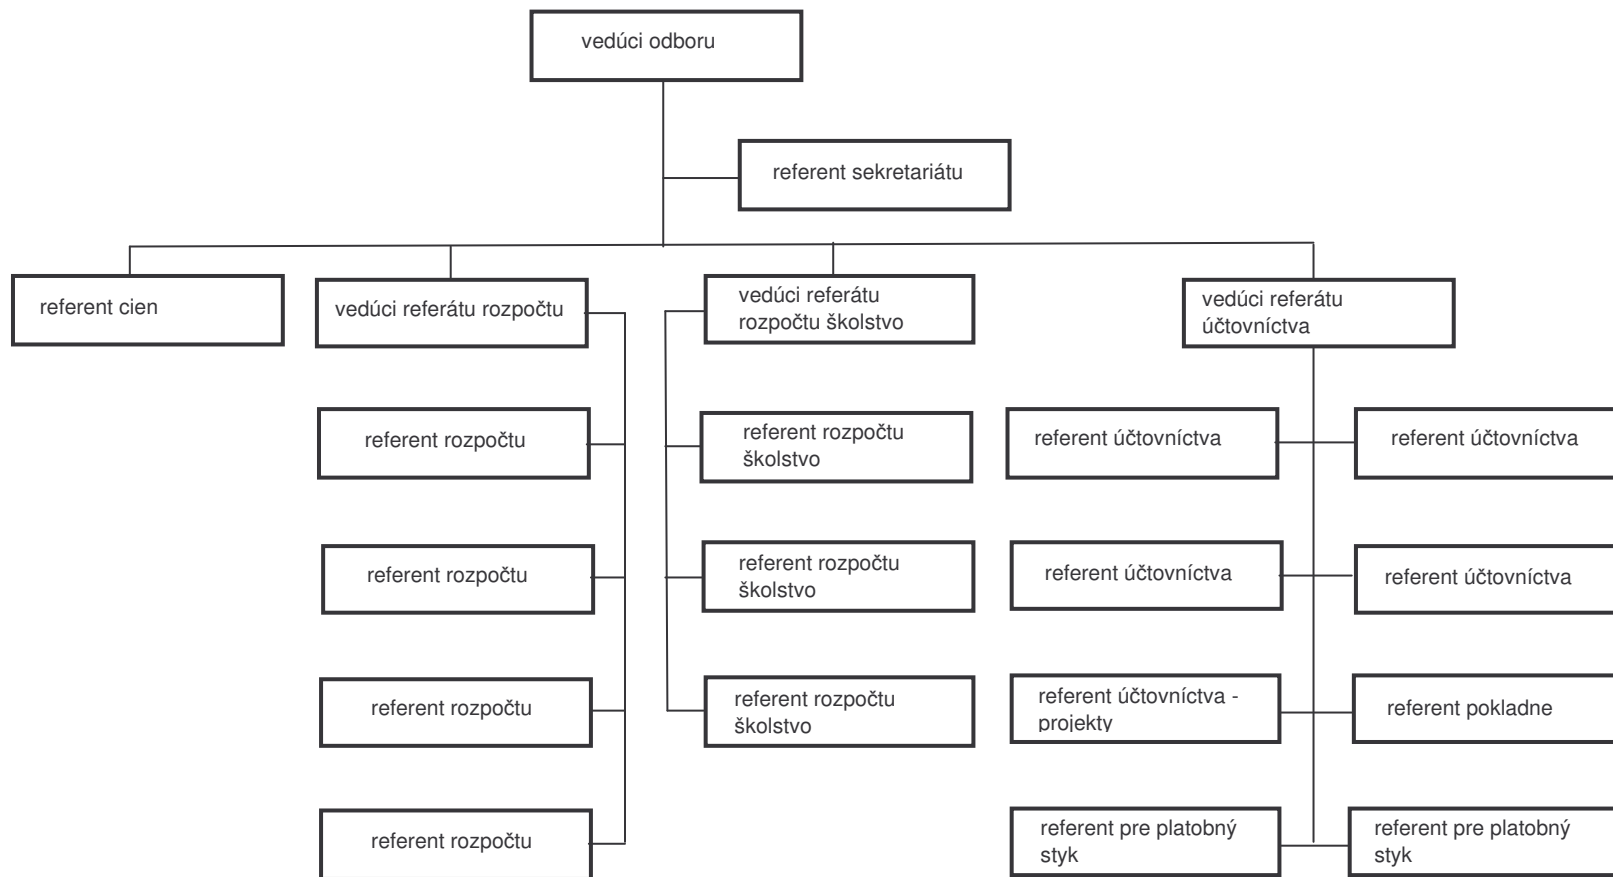 vedúci odboru
referent sekretariátu
referent cien
vedúci referátu rozpočtu
vedúci referátu
rozpočtu školstvo
vedúci referátu
účtovníctva
referent rozpočtu
referent rozpočtu
školstvo
referent účtovníctva
referent účtovníctva
referent rozpočtu
referent rozpočtu
školstvo
referent účtovníctva
referent účtovníctva
referent rozpočtu
referent rozpočtu
školstvo
referent účtovníctva -
projekty
referent pokladne
referent rozpočtu
referent pre platobný
styk
referent pre platobný
styk